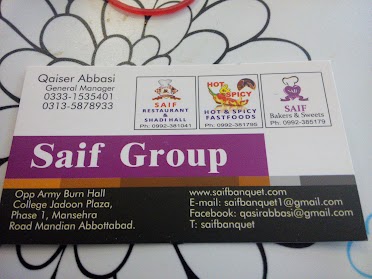 Qaiser Abbasi
General Manager
0333-1535401
0313-5878933
SAIF
RESTAURANT
& SHADI HALL
Ph: 0992-381041
HOT & SPICY
HOT & SPICY
FASTFOODS
Ph: 0992-381795
SAIF
Bakers & Sweets
Ph: 0992-385179
Saif Group
Opp Army Burn Hall
College Jadoon Plaza,
Phase 1, Mansehra
Road Mandian Abbottabad.
www.saifbanquet.com
E-mail: saifbanquet1@gmail.com
Facebook: qasirabbasi@gmail.com
T: saifbanquet